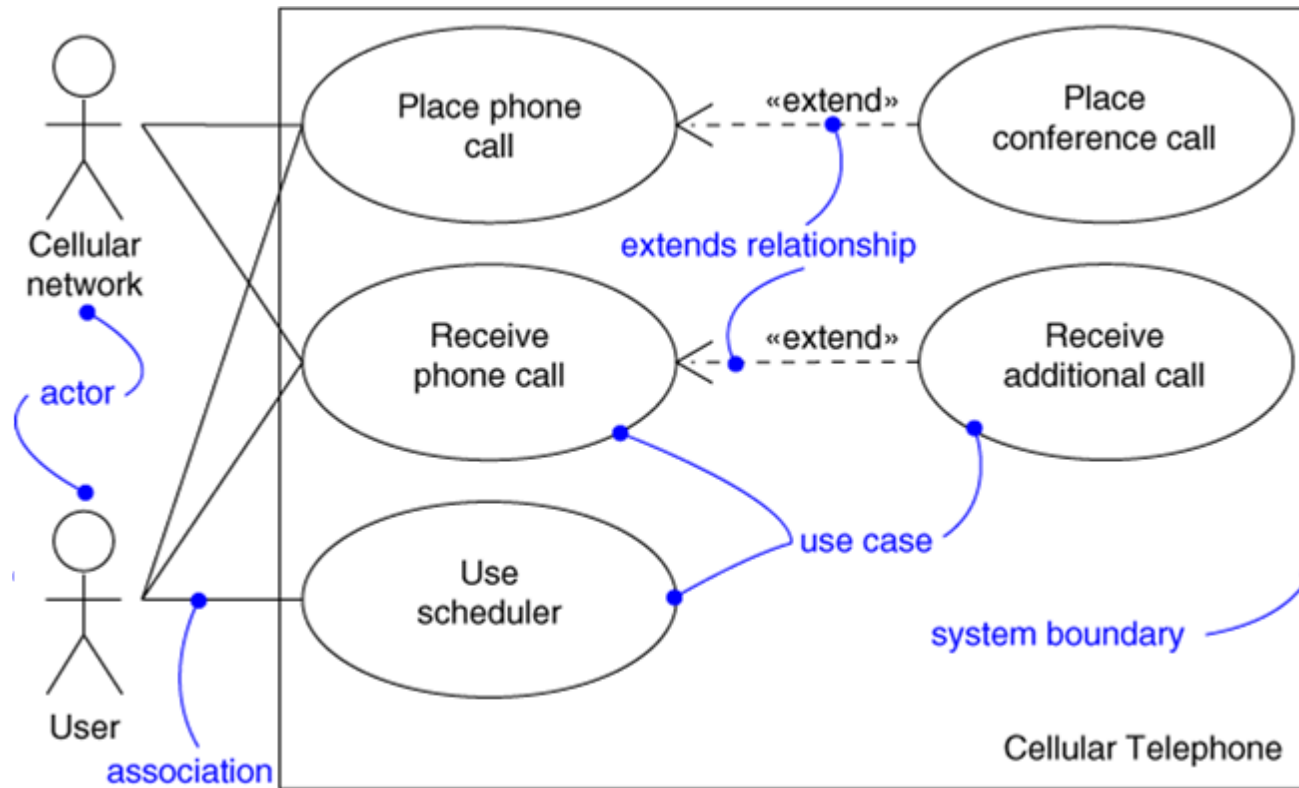 Place phone
call
«extend»
Place
conference call
Cellular
network
extends relationship
Receive
phone call
«extend»
Receive
additional call
actor
use case
Use
scheduler
system boundary
User
association
Cellular Telephone